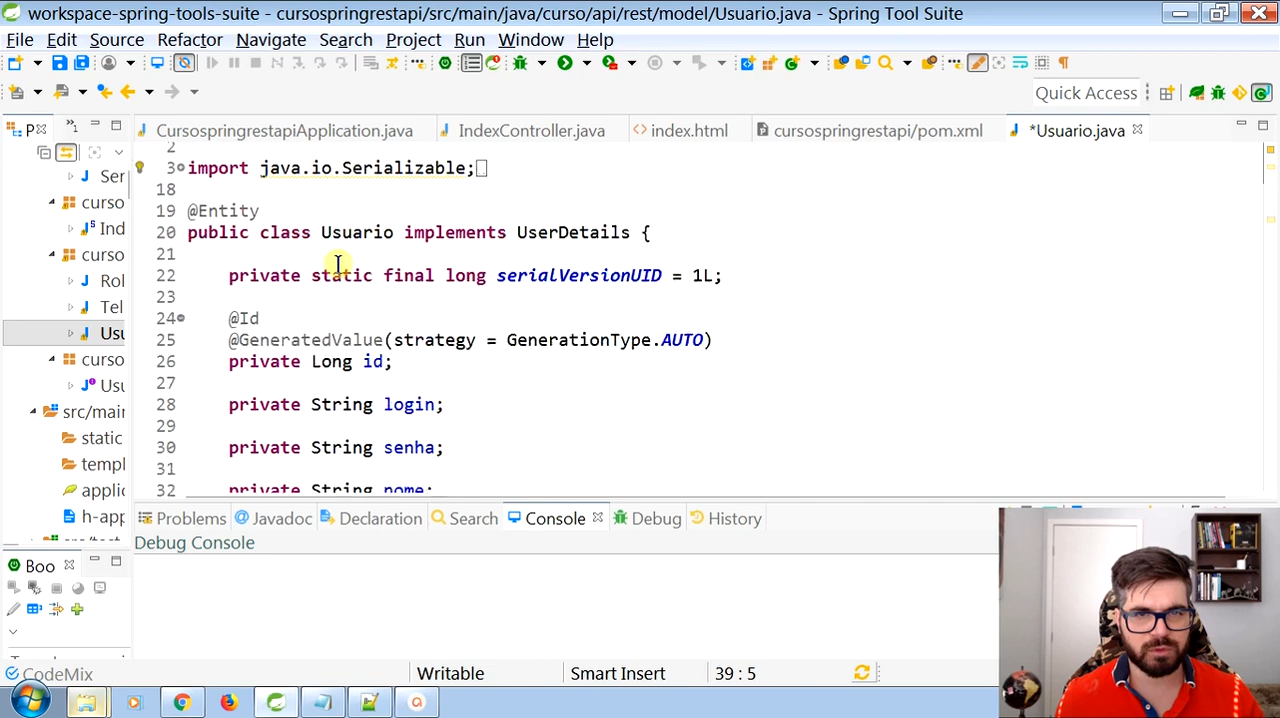 workspace-spring-tools-suite - cursospringrestapi/src/main/java/curso/api/rest/model/Usuario.java - Spring Tool Suite
File Edit Source Refactor Navigate Search Project Run Window Help
Quick Access
P
CursospringrestapiApplication.java
IndexController.java
index.html
cursospringrestapi/pom.xml
*Usuario.java
Ser
curso
Ind
curso
Rol
Tel
Usu
curso
Usu
src/main
static
templ
applic
h-app
2
3 import java.io.Serializable;
18
19 @Entity
20 public class Usuario implements UserDetails {
21
22 private static final long serialVersionUID = 1L;
23
24 @Id
25 @GeneratedValue(strategy = GenerationType.AUTO)
26 private Long id;
27
28 private String login;
29
30 private String senha;
31
32 private String nome;
Problems Javadoc Declaration Search Console Debug History
Debug Console
Boo
CodeMix
Writable
Smart Insert
39 : 5